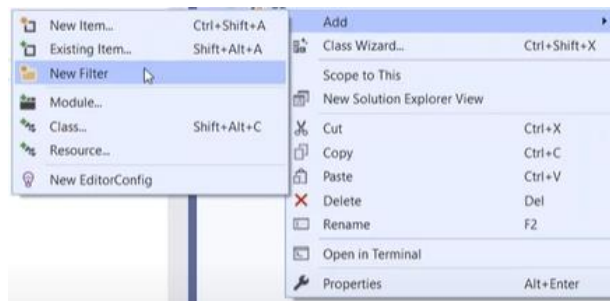 New Item... Ctrl+Shift+A
Existing Item... Shift+Alt+A
New Filter
Module...
Class... Shift+Alt+C
Resource...
New EditorConfig
Add
Class Wizard... Ctrl+Shift+X
Scope to This
New Solution Explorer View
Cut Ctrl+X
Copy Ctrl+C
Paste Ctrl+V
Delete Del
Rename F2
Open in Terminal
Properties Alt+Enter